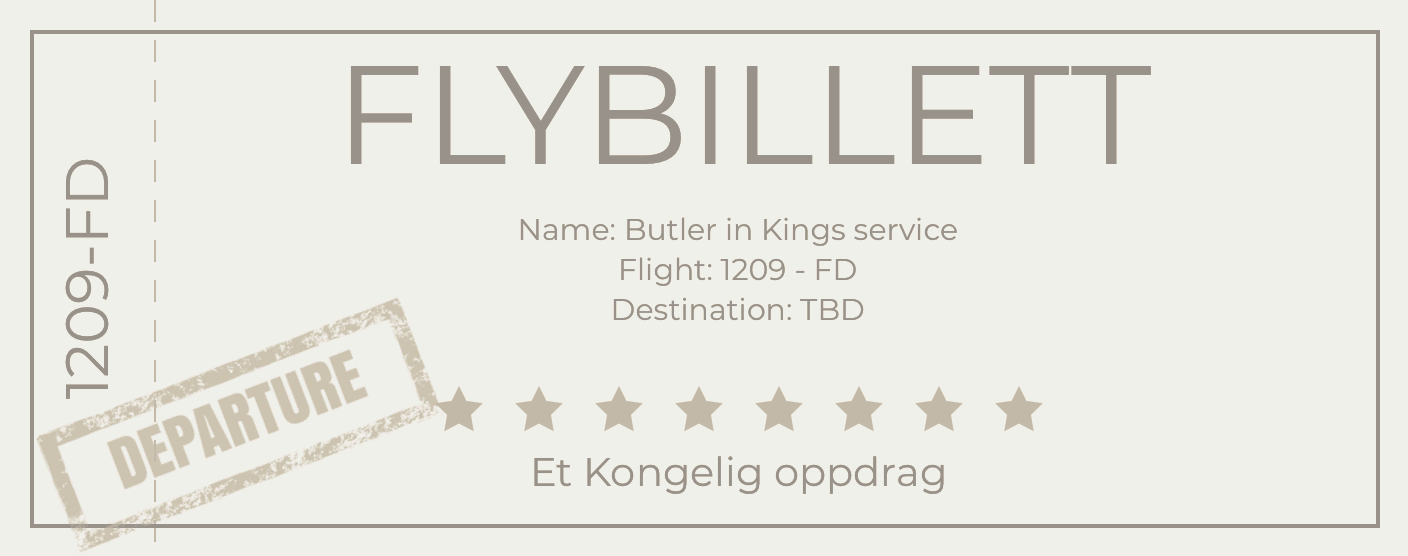 1209-FD
FLYBILLETT
Name: Butler in Kings service
Flight: 1209 - FD
Destination: TBD
DEPARTURE
Et Kongelig oppdrag